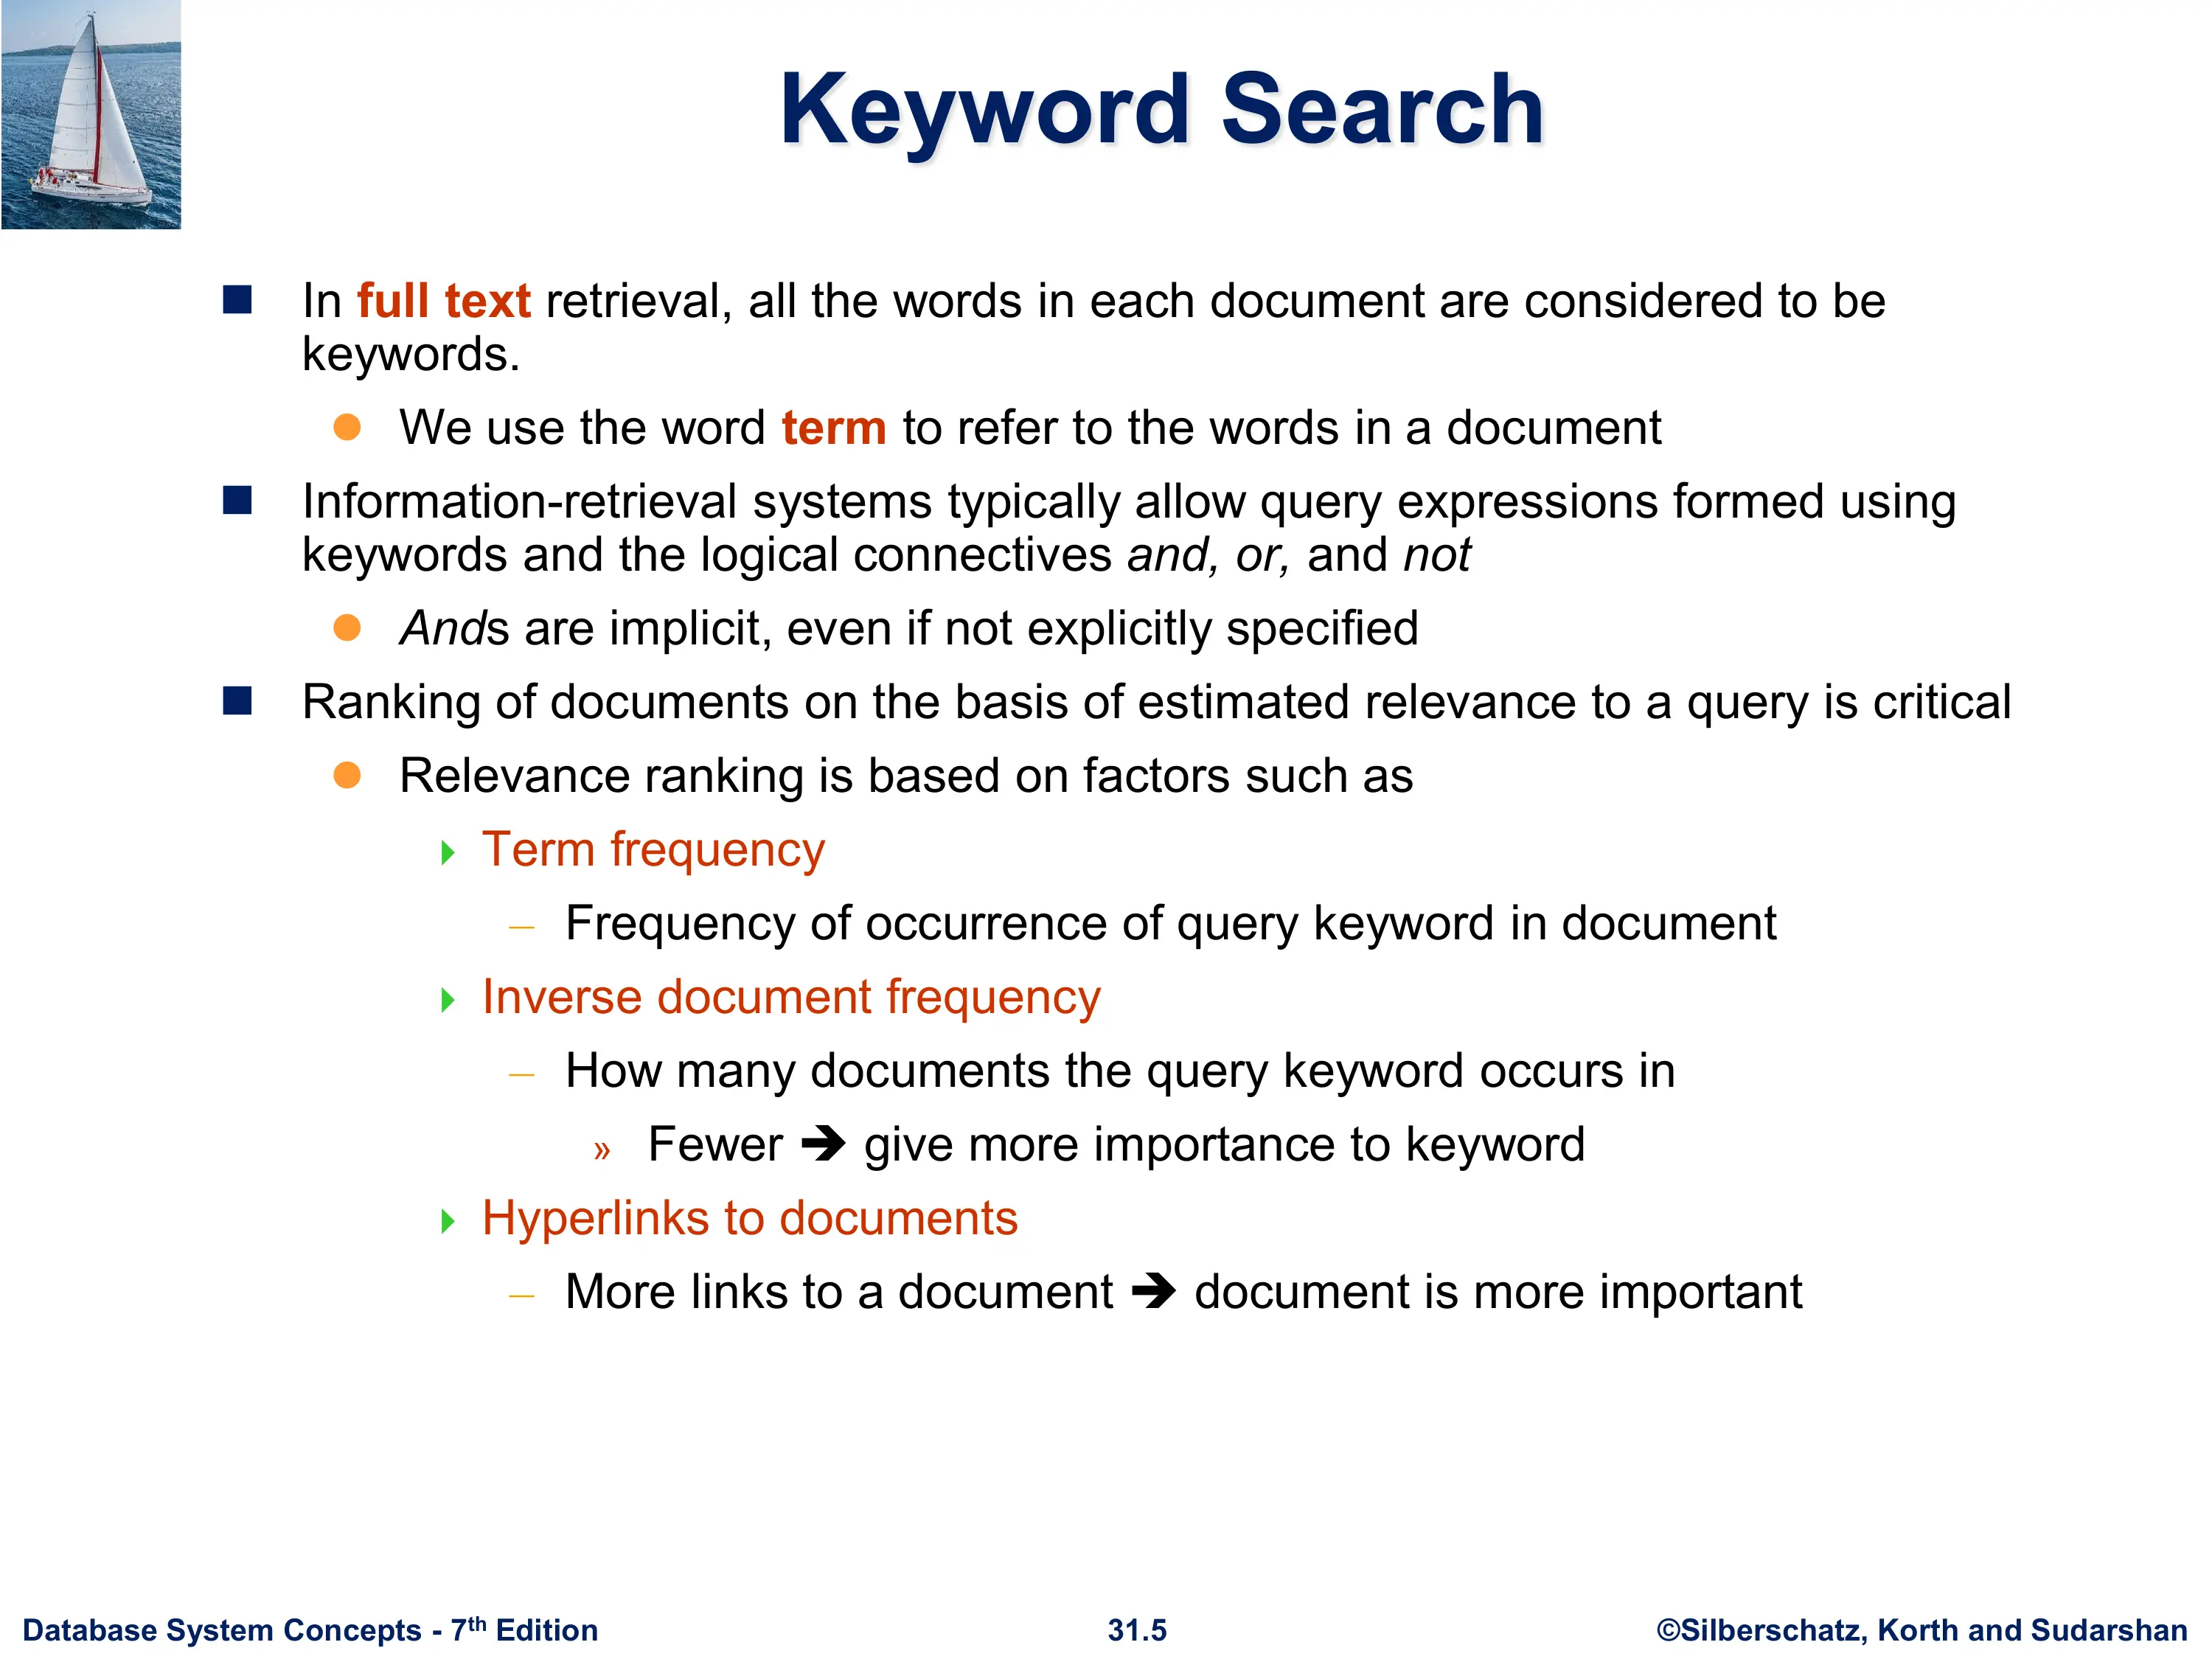 Keyword Search
■ In full text retrieval, all the words in each document are considered to be
keywords.
● We use the word term to refer to the words in a document
■ Information-retrieval systems typically allow query expressions formed using
keywords and the logical connectives and, or, and not
● Ands are implicit, even if not explicitly specified
■ Ranking of documents on the basis of estimated relevance to a query is critical
● Relevance ranking is based on factors such as
▸ Term frequency
– Frequency of occurrence of query keyword in document
▸ Inverse document frequency
– How many documents the query keyword occurs in
» Fewer ➔ give more importance to keyword
▸ Hyperlinks to documents
– More links to a document ➔ document is more important
Database System Concepts - 7th Edition
31.5
©Silberschatz, Korth and Sudarshan